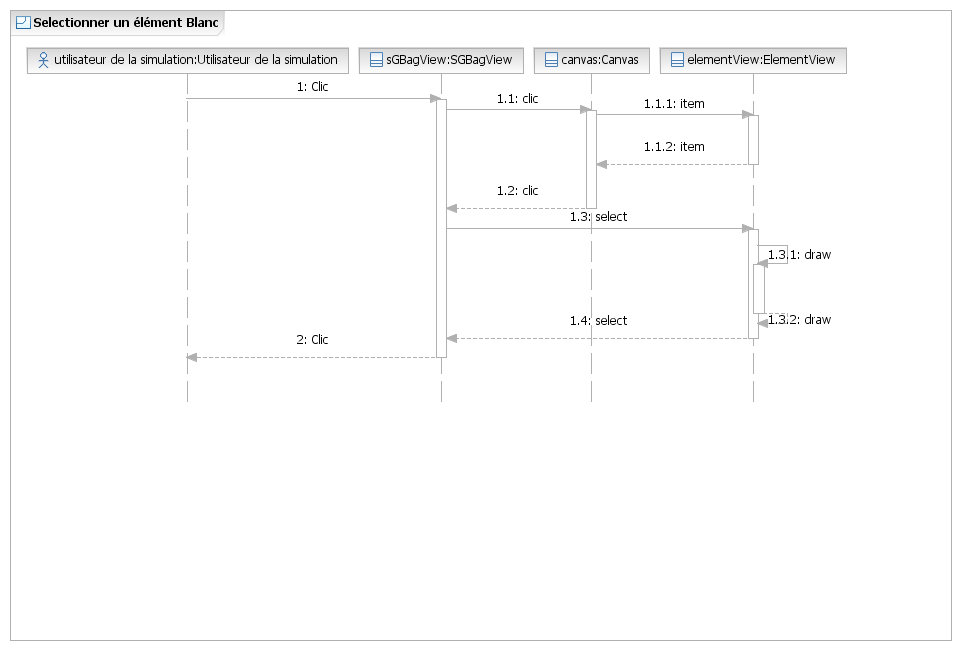 Selectionner un élément Blanc
utilisateur de la simulation:Utilisateur de la simulation
sGBagView:SGBagView
canvas:Canvas
elementView:ElementView
1: Clic
1.1: clic
1.1.1: item
1.1.2: item
1.2: clic
1.3: select
1.3.1: draw
1.3.2: draw
1.4: select
2: Clic